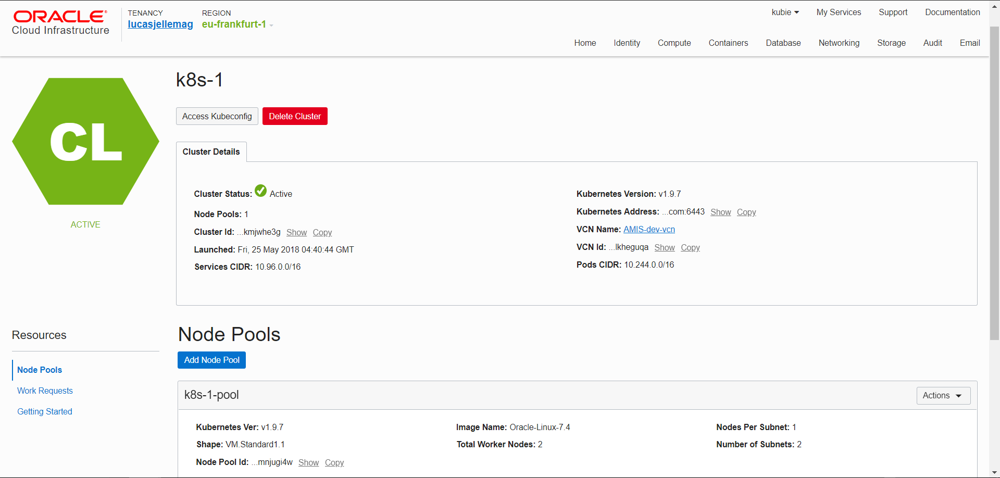 ORACLE®
Cloud Infrastructure
TENANCY
lucasjellemag
REGION
eu-frankfurt-1
kubie My Services Support Documentation
Home Identity Compute Containers Database Networking Storage Audit Email
CL
ACTIVE
k8s-1
Access Kubeconfig Delete Cluster
Cluster Details
Cluster Status: Active
Node Pools: 1
Cluster Id: ...kmjwhe3g Show Copy
Launched: Fri, 25 May 2018 04:40:44 GMT
Services CIDR: 10.96.0.0/16
Kubernetes Version: v1.9.7
Kubernetes Address: ...com:6443 Show Copy
VCN Name: AMIS-dev-vcn
VCN Id: ...lkheguqa Show Copy
Pods CIDR: 10.244.0.0/16
Resources
Node Pools
Work Requests
Getting Started
Node Pools
Add Node Pool
k8s-1-pool
Actions
Kubernetes Ver: v1.9.7
Shape: VM.Standard1.1
Node Pool Id: ...mnjugi4w Show Copy
Image Name: Oracle-Linux-7.4
Total Worker Nodes: 2
Nodes Per Subnet: 1
Number of Subnets: 2